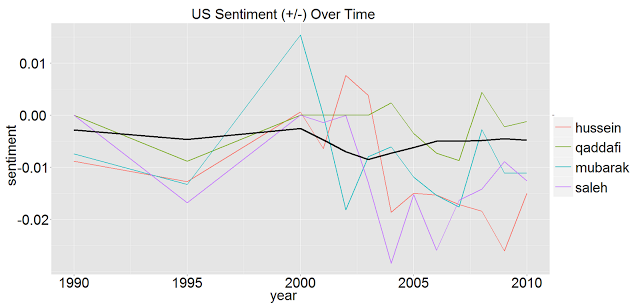 US Sentiment (+/-) Over Time
sentiment
0.01
0.00
-0.01
-0.02
1990 1995 2000 2005 2010
year
hussein
qaddafi
mubarak
saleh